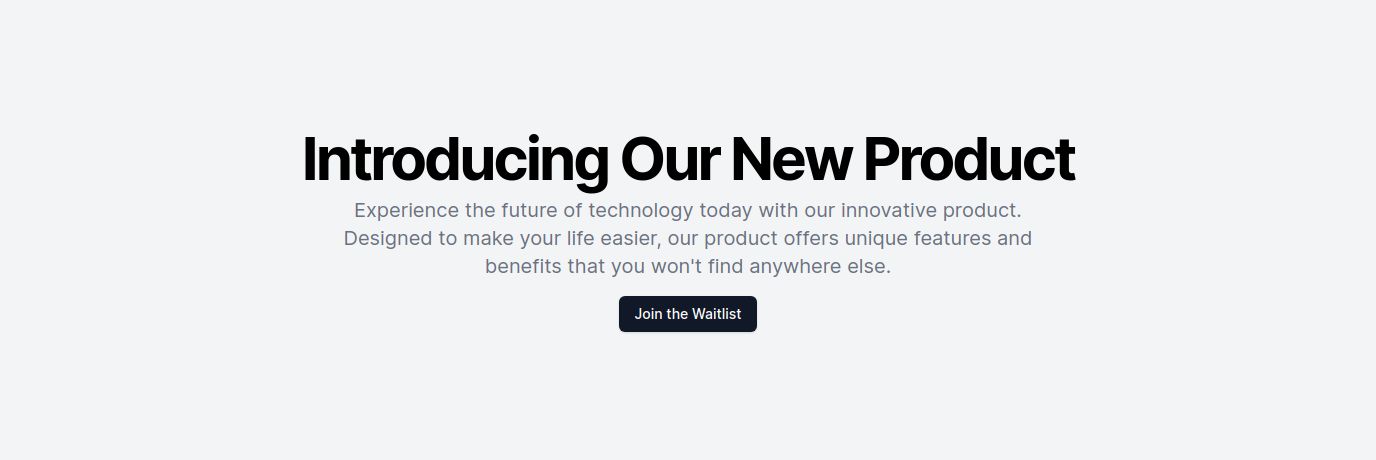 Introducing Our New Product
Experience the future of technology today with our innovative product.
Designed to make your life easier, our product offers unique features and
benefits that you won't find anywhere else.
Join the Waitlist